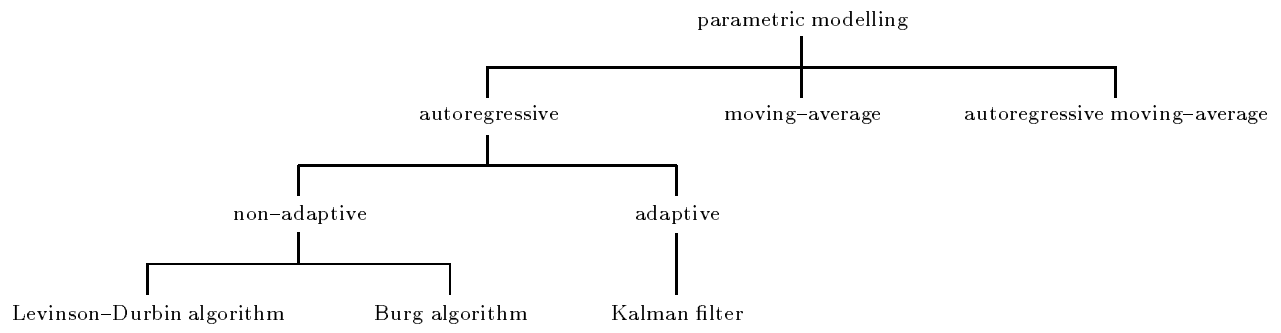 parametric modelling
autoregressive
moving–average
autoregressive moving–average
non–adaptive
adaptive
Levinson–Durbin algorithm
Burg algorithm
Kalman filter